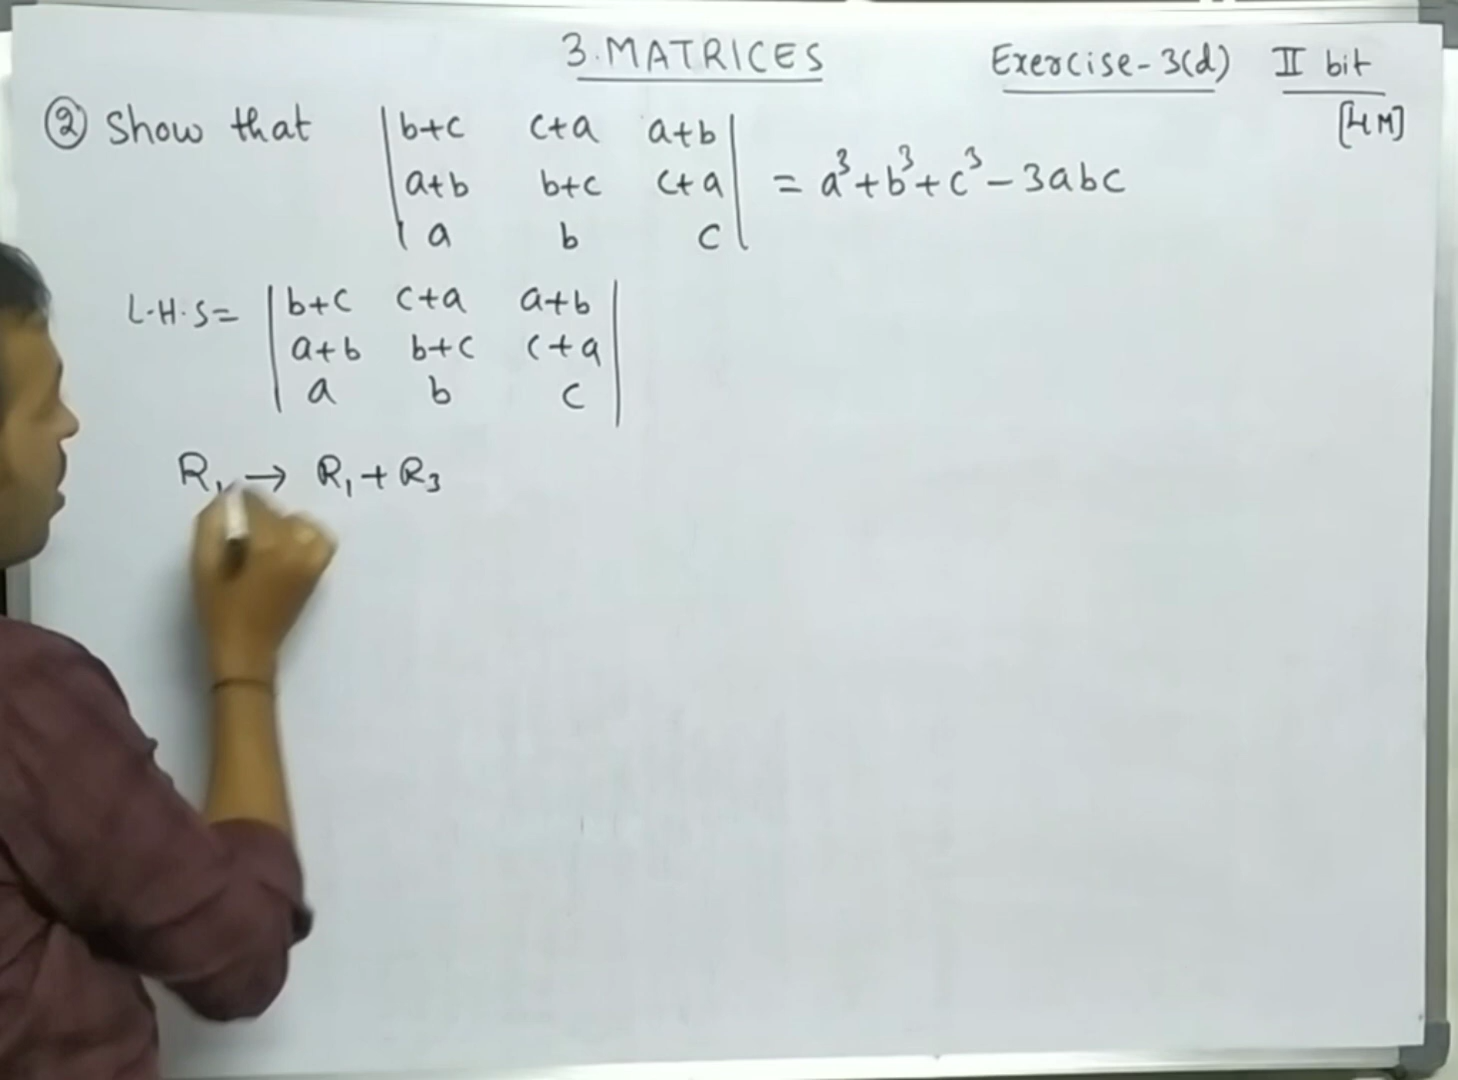 3. MATRICES Exercise - 3(d) II bit
[4M]
② Show that | b+c c+a a+b |
| a+b b+c c+a | = a³+b³+c³-3abc
| a b c |
L.H.S = | b+c c+a a+b |
| a+b b+c c+a |
| a b c |
R₁ → R₁ + R₃